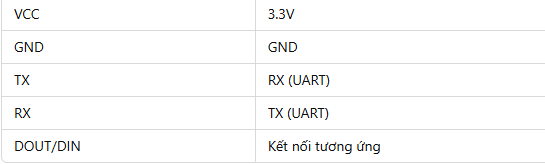 VCC 3.3V
GND GND
TX RX (UART)
RX TX (UART)
DOUT/DIN Kết nối tương ứng